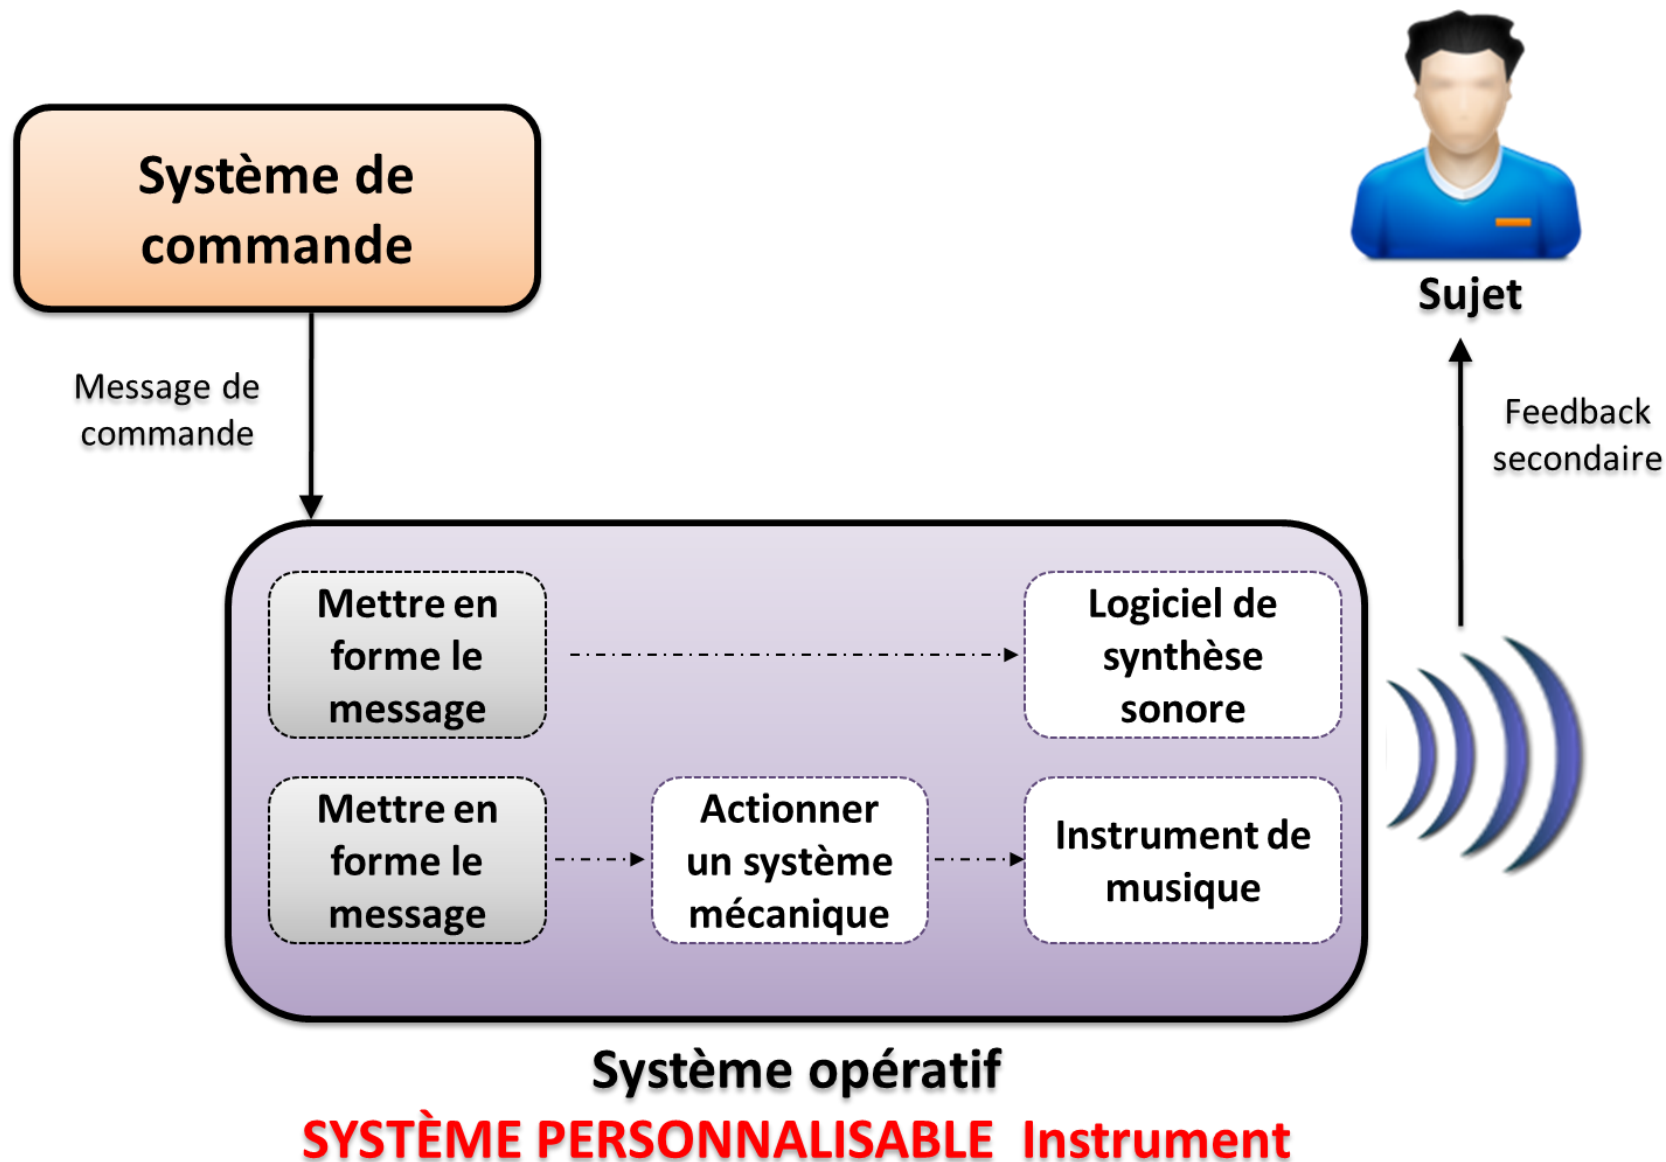 Système de
commande
Sujet
Message de
commande
Feedback
secondaire
Mettre en
forme le
message
Logiciel de
synthèse
sonore
Mettre en
forme le
message
Actionner
un système
mécanique
Instrument de
musique
Système opératif
SYSTÈME PERSONNALISABLE Instrument